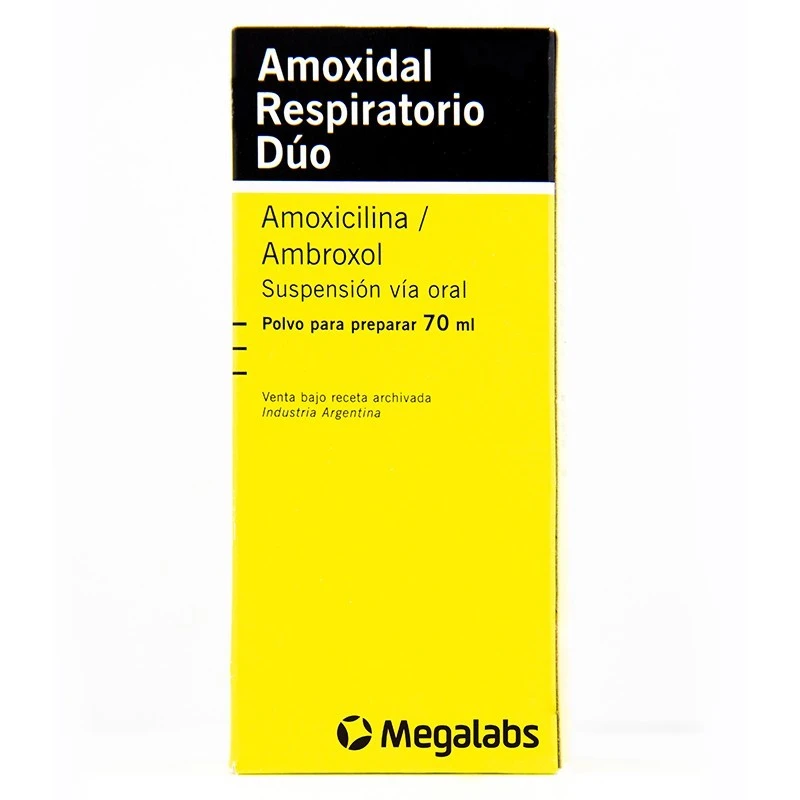 Amoxidal
Respiratorio
Dúo
Amoxicilina /
Ambroxol
Suspensión vía oral
Polvo para preparar 70 ml
Venta bajo receta archivada
Industria Argentina
Megalabs